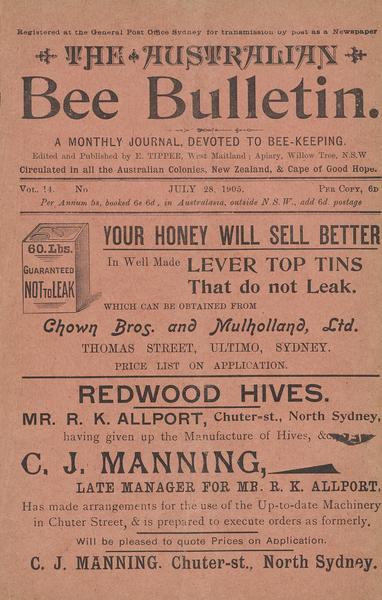 Registered at the General Post Office Sydney for transmission by post as a Newspaper
THE AUSTRALIAN
Bee Bulletin.
A MONTHLY JOURNAL, DEVOTED TO BEE-KEEPING.
Edited and Published by E. TIPPER, West Maitland; Apiary, Willow Tree, N.S.W
Circulated in all the Australian Colonies, New Zealand, & Cape of Good Hope.
VOL. 14. No JULY 28, 1905. PER COPY, 6D
Per Annum 5s, booked 6s 6d, in Australasia, outside N.S.W., add 6d. postage
60.Lbs.
GUARANTEED
NOT TO LEAK
YOUR HONEY WILL SELL BETTER
In Well Made LEVER TOP TINS
That do not Leak.
WHICH CAN BE OBTAINED FROM
Chown Bros. and Mulholland, Ltd.
THOMAS STREET, ULTIMO, SYDNEY.
PRICE LIST ON APPLICATION.
REDWOOD HIVES.
MR. R. K. ALLPORT, Chuter-st., North Sydney,
having given up the Manufacture of Hives, &c
C. J. MANNING,
LATE MANAGER FOR MR. R. K. ALLPORT,
Has made arrangements for the use of the Up-to-date Machinery
in Chuter Street, & is prepared to execute orders as formerly.
Will be pleased to quote Prices on Application.
C. J. MANNING. Chuter-st., North Sydney.